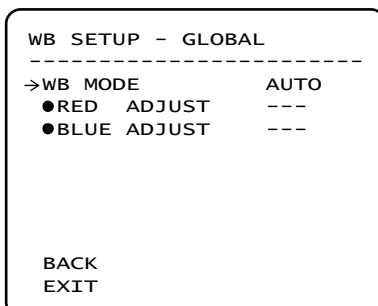 WB SETUP - GLOBAL
------------------------
→WB MODE AUTO
●RED ADJUST ---
●BLUE ADJUST ---
BACK
EXIT